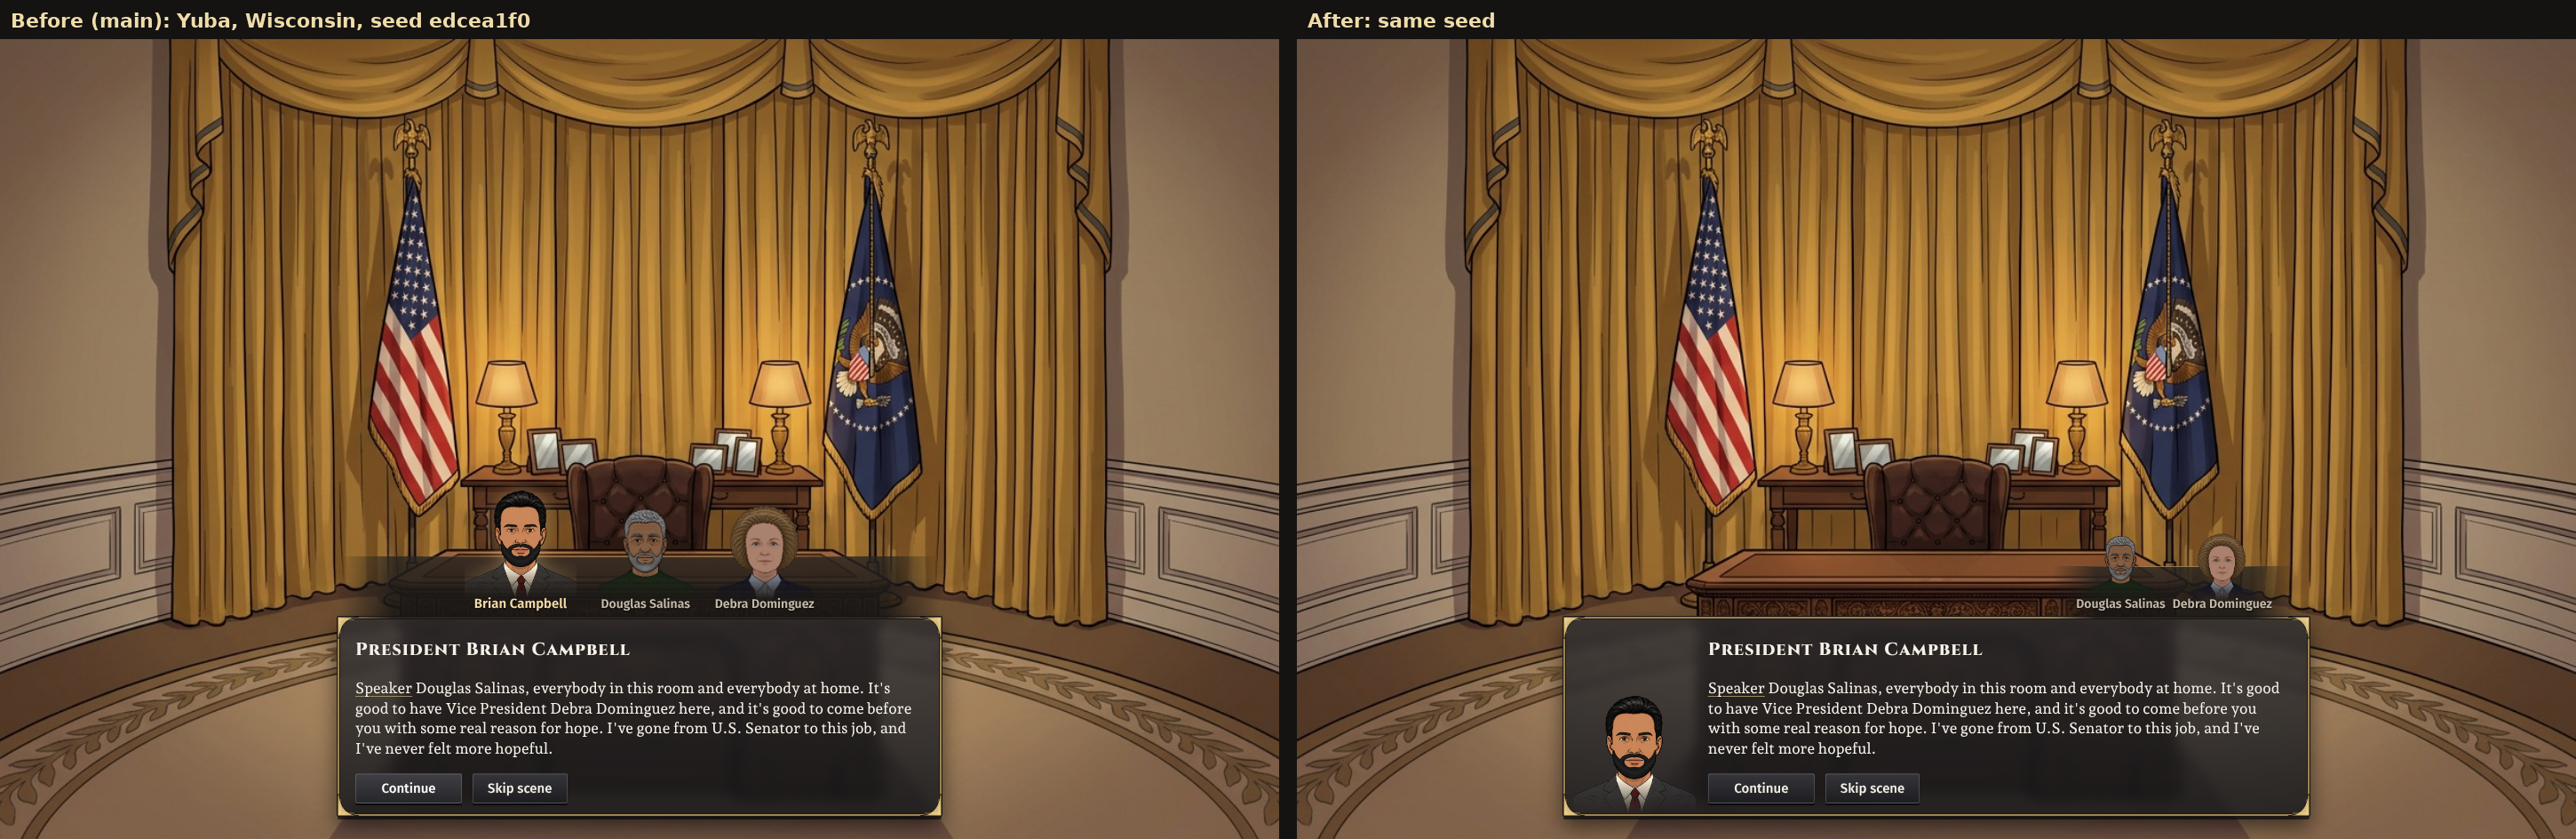 Before (main): Yuba, Wisconsin, seed edcea1f0
Brian Campbell
Douglas Salinas
Debra Dominguez
PRESIDENT BRIAN CAMPBELL
Speaker Douglas Salinas, everybody in this room and everybody at home. It's
good to have Vice President Debra Dominguez here, and it's good to come before
you with some real reason for hope. I've gone from U.S. Senator to this job, and
I've never felt more hopeful.
Continue
Skip scene
After: same seed
Douglas Salinas
Debra Dominguez
PRESIDENT BRIAN CAMPBELL
Speaker Douglas Salinas, everybody in this room and everybody at home. It's good
to have Vice President Debra Dominguez here, and it's good to come before you
with some real reason for hope. I've gone from U.S. Senator to this job, and I've
never felt more hopeful.
Continue
Skip scene